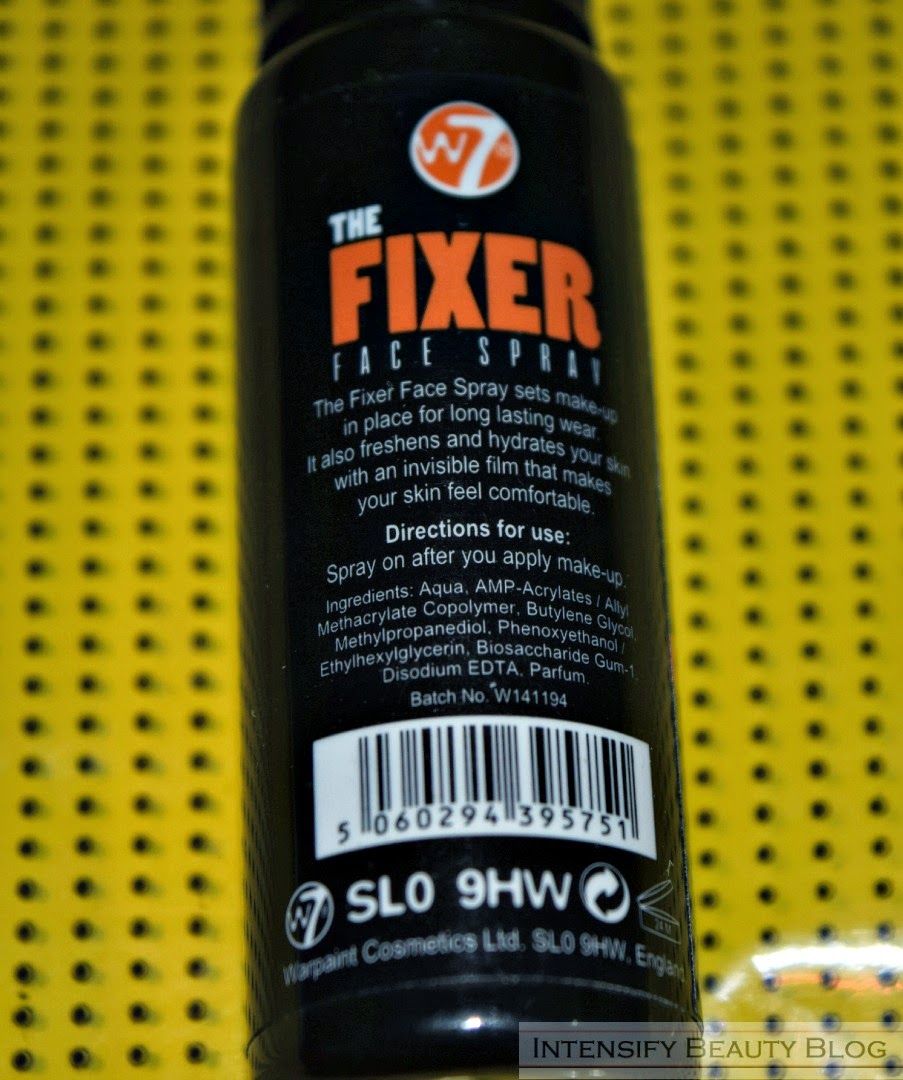 W7
THE
FIXER
FACE SPRAY
The Fixer Face Spray sets make-up
in place for long lasting wear.
It also freshens and hydrates your skin
with an invisible film that makes
your skin feel comfortable.
Directions for use:
Spray on after you apply make-up.
Ingredients: Aqua, AMP-Acrylates / Allyl
Methacrylate Copolymer, Butylene Glycol,
Methylpropanediol, Phenoxyethanol /
Ethylhexylglycerin, Biosaccharide Gum-1,
Disodium EDTA, Parfum.
Batch No. W141194
5 060294 395751
W7 SL0 9HW
Warpaint Cosmetics Ltd. SL0 9HW, England
INTENSIFY BEAUTY BLOG